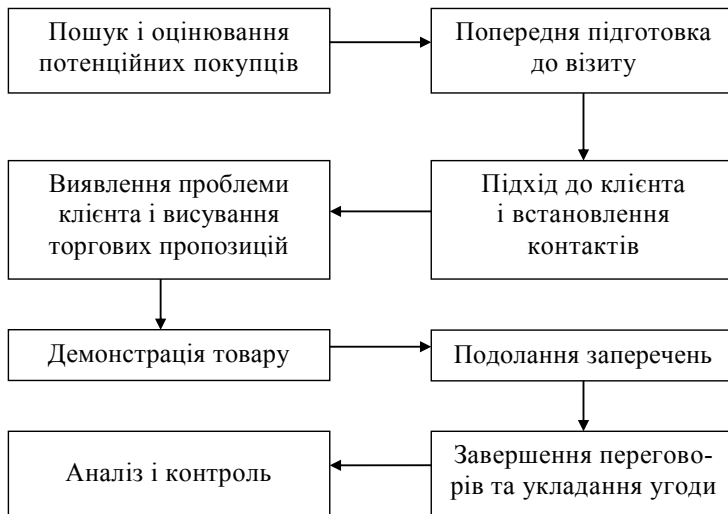 Пошук і оцінювання
потенційних покупців
Попередня підготовка
до візиту
Підхід до клієнта
і встановлення
контактів
Виявлення проблеми
клієнта і висування
торгових пропозицій
Демонстрація товару
Подолання заперечень
Завершення перегово-
рів та укладання угоди
Аналіз і контроль